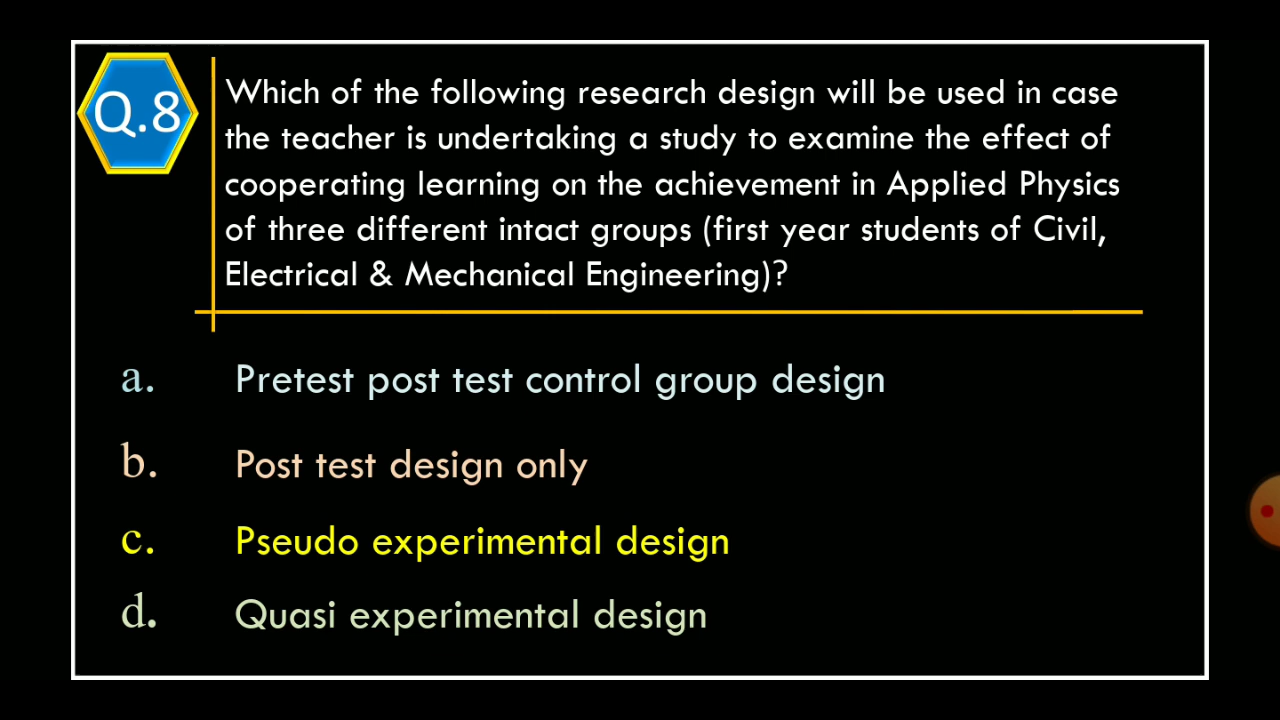 Q.8
Which of the following research design will be used in case
the teacher is undertaking a study to examine the effect of
cooperating learning on the achievement in Applied Physics
of three different intact groups (first year students of Civil,
Electrical & Mechanical Engineering)?
a. Pretest post test control group design
b. Post test design only
c. Pseudo experimental design
d. Quasi experimental design